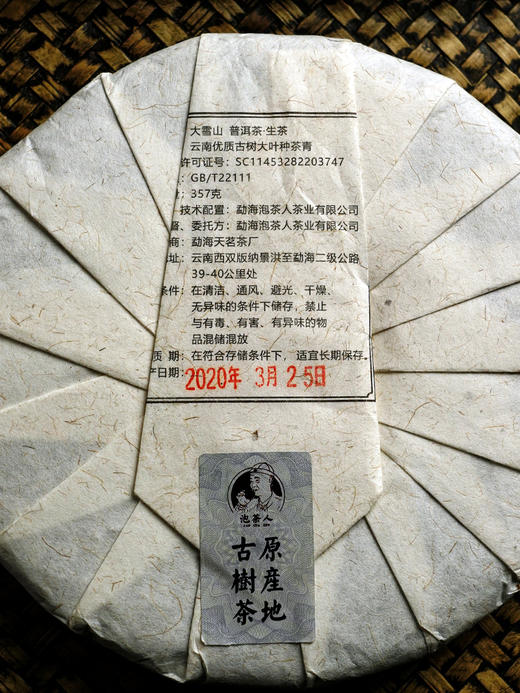 大雪山 普洱茶·生茶
云南优质古树大叶种茶青
许可证号：SC11453282203747
：GB/T22111
：357克
技术配置：勐海泡茶人茶业有限公司
、委托方：勐海泡茶人茶业有限公司
商：勐海天茗茶厂
址：云南西双版纳景洪至勐海二级公路
39-40公里处
条件：在清洁、通风、避光、干燥、
无异味的条件下储存，禁止
与有毒、有害、有异味的物
品混储混放
质 期：在符合存储条件下，适宜长期保存。
日期：
2020年 3月 25日
泡茶人
原產地
古樹茶